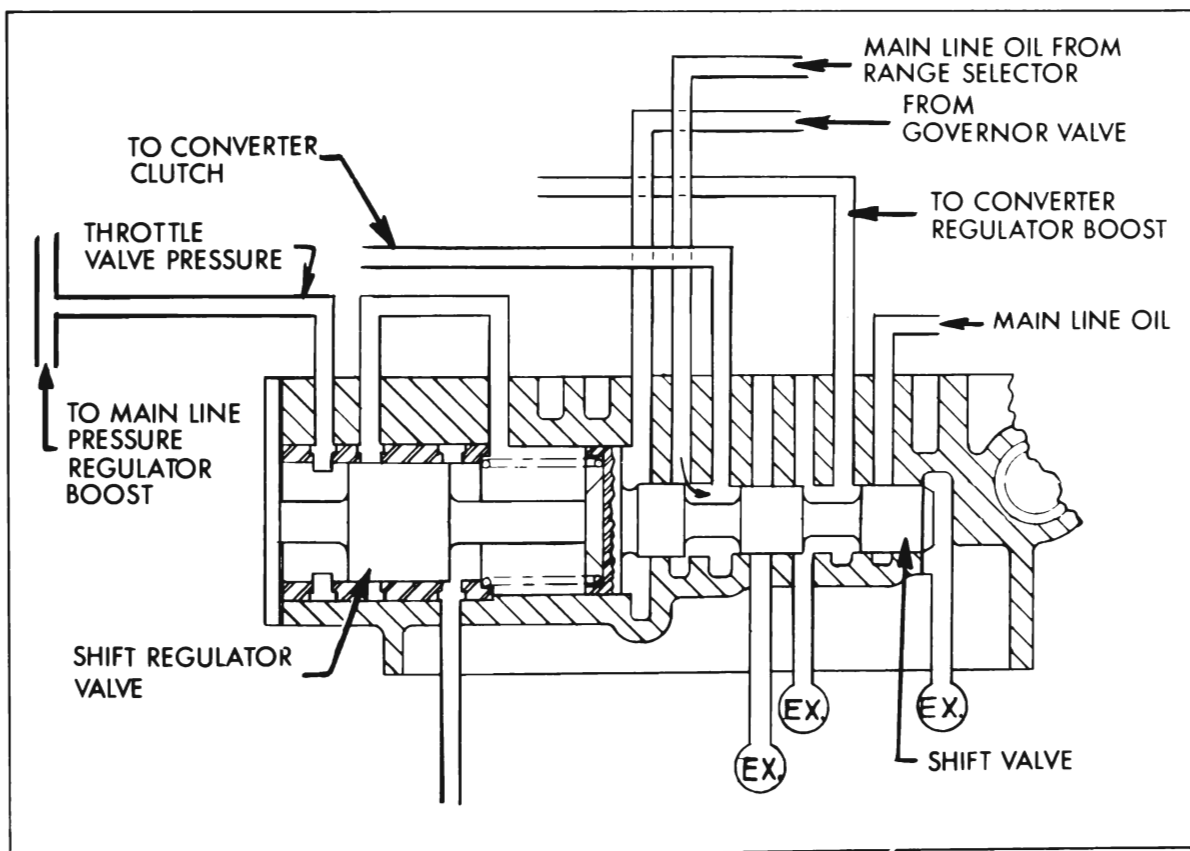 MAIN LINE OIL FROM
RANGE SELECTOR
FROM
GOVERNOR VALVE
TO CONVERTER
CLUTCH
TO CONVERTER
REGULATOR BOOST
THROTTLE
VALVE PRESSURE
MAIN LINE OIL
TO MAIN LINE
PRESSURE
REGULATOR
BOOST
SHIFT REGULATOR
VALVE
EX.
EX.
EX.
SHIFT VALVE